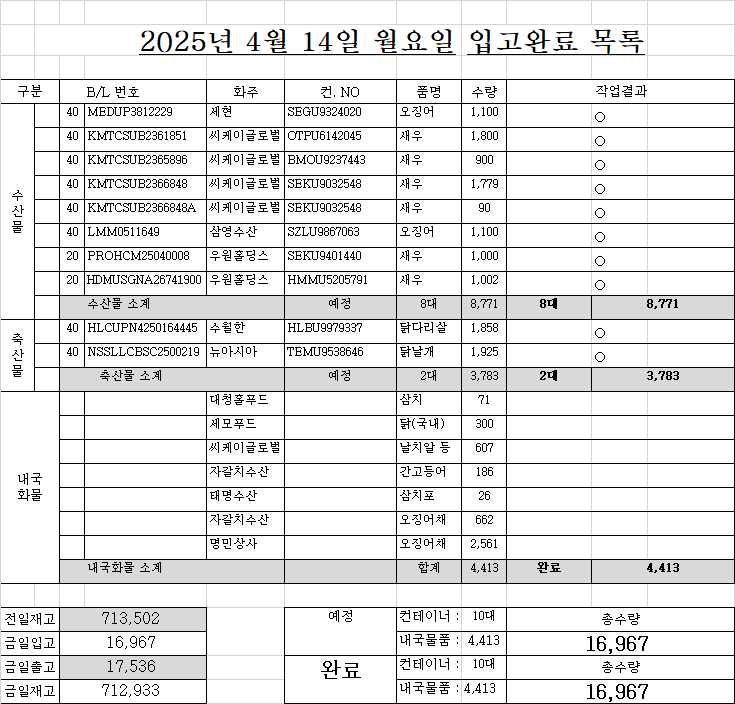 2025년 4월 14일 월요일 입고완료 목록
구분 B/L 번호 화주 컨. NO 품명 수량 작업결과
수산물
40 MEDUP3812229 제현 SEGU9324020 오징어 1,100 ○
40 KMTCSUB2361851 씨케이글로벌 OTPU6142045 새우 1,800 ○
40 KMTCSUB2365896 씨케이글로벌 BMOU9237443 새우 900 ○
40 KMTCSUB2366848 씨케이글로벌 SEKU9032548 새우 1,779 ○
40 KMTCSUB2366848A 씨케이글로벌 SEKU9032548 새우 90 ○
40 LMM0511649 삼영수산 SZLU9867063 오징어 1,100 ○
20 PROHCM25040008 우원홀딩스 SEKU9401440 새우 1,000 ○
20 HDMUSGNA26741900 우원홀딩스 HMMU5205791 새우 1,002 ○
수산물 소계 예정 8대 8,771 8대 8,771
축산물
40 HLCUPN4250164445 수월한 HLBU9979337 닭다리살 1,858 ○
40 NSSLLCBSC2500219 뉴아시아 TEMU9538646 닭날개 1,925 ○
축산물 소계 예정 2대 3,783 2대 3,783
내국화물
대청홀푸드 삼치 71
세모푸드 닭(국내) 300
씨케이글로벌 날치알 등 607
자갈치수산 간고등어 186
태명수산 삼치포 26
자갈치수산 오징어채 662
명민상사 오징어채 2,561
내국화물 소계 합계 4,413 완료 4,413
전일재고 713,502 예정 컨테이너 : 10대 총수량
금일입고 16,967 내국물품 : 4,413 16,967
금일출고 17,536 완료 컨테이너 : 10대 총수량
금일재고 712,933 내국물품 : 4,413 16,967